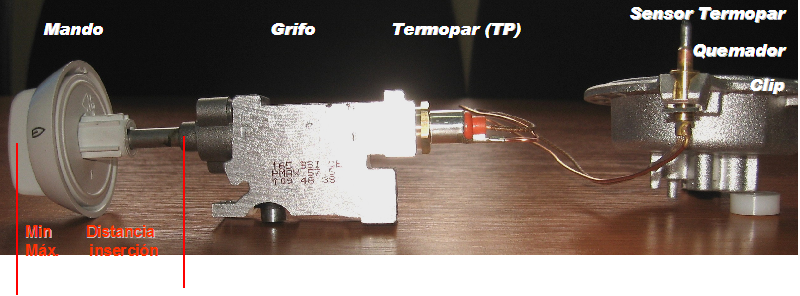 Sensor Termopar
Mando Grifo Termopar (TP)
Quemador
Clip
Min Distancia
Máx. inserción